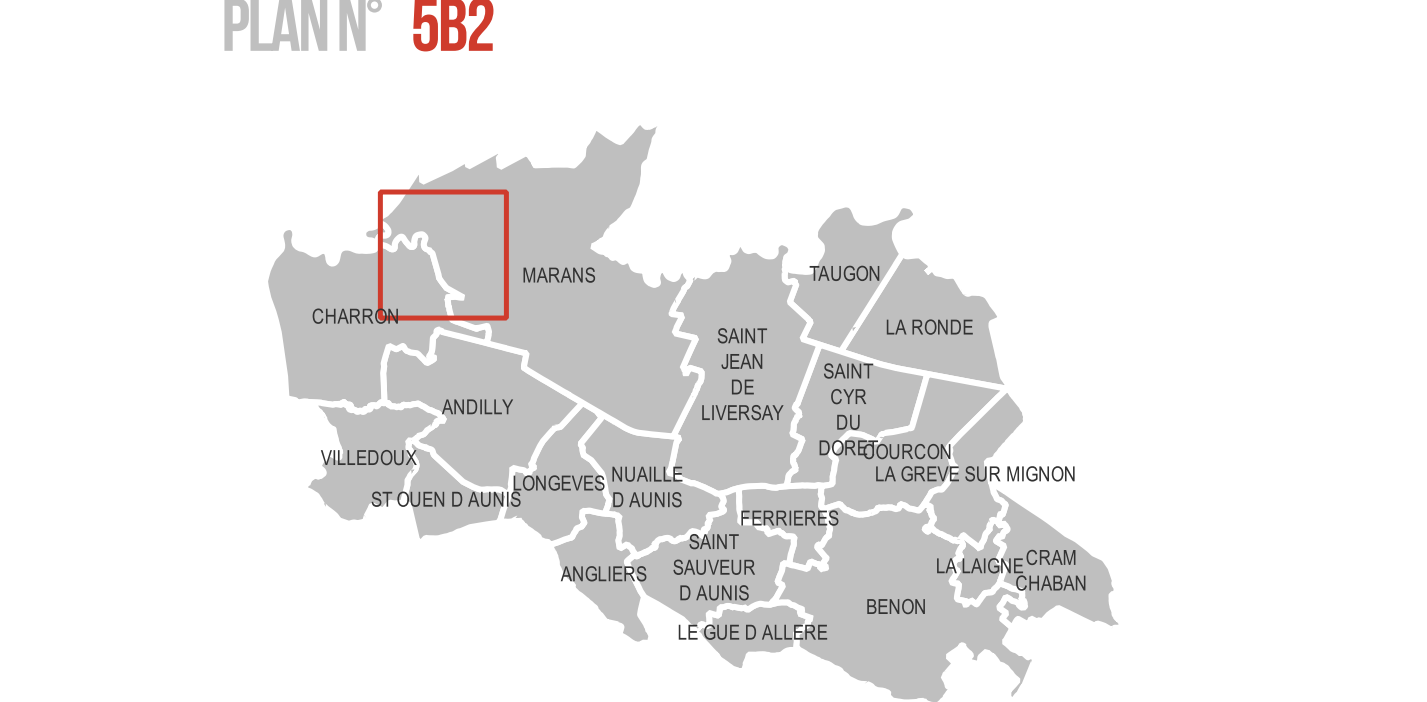 PLAN N° 5B2
MARANS
TAUGON
CHARRON
LA RONDE
SAINT
JEAN
DE
LIVERSAY
SAINT
CYR
DU
DORET
ANDILLY
COURCON
VILLEDOUX
LA GREVE SUR MIGNON
NUAILLE
D AUNIS
LONGEVES
ST OUEN D AUNIS
FERRIERES
SAINT
SAUVEUR
D AUNIS
CRAM
CHABAN
LA LAIGNE
ANGLIERS
BENON
LE GUE D ALLERE